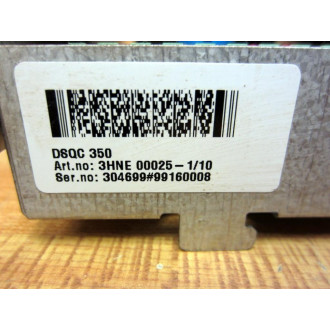 DSQC 350
Art.no: 3HNE 00025-1/10
Ser.no: 304699#99160008